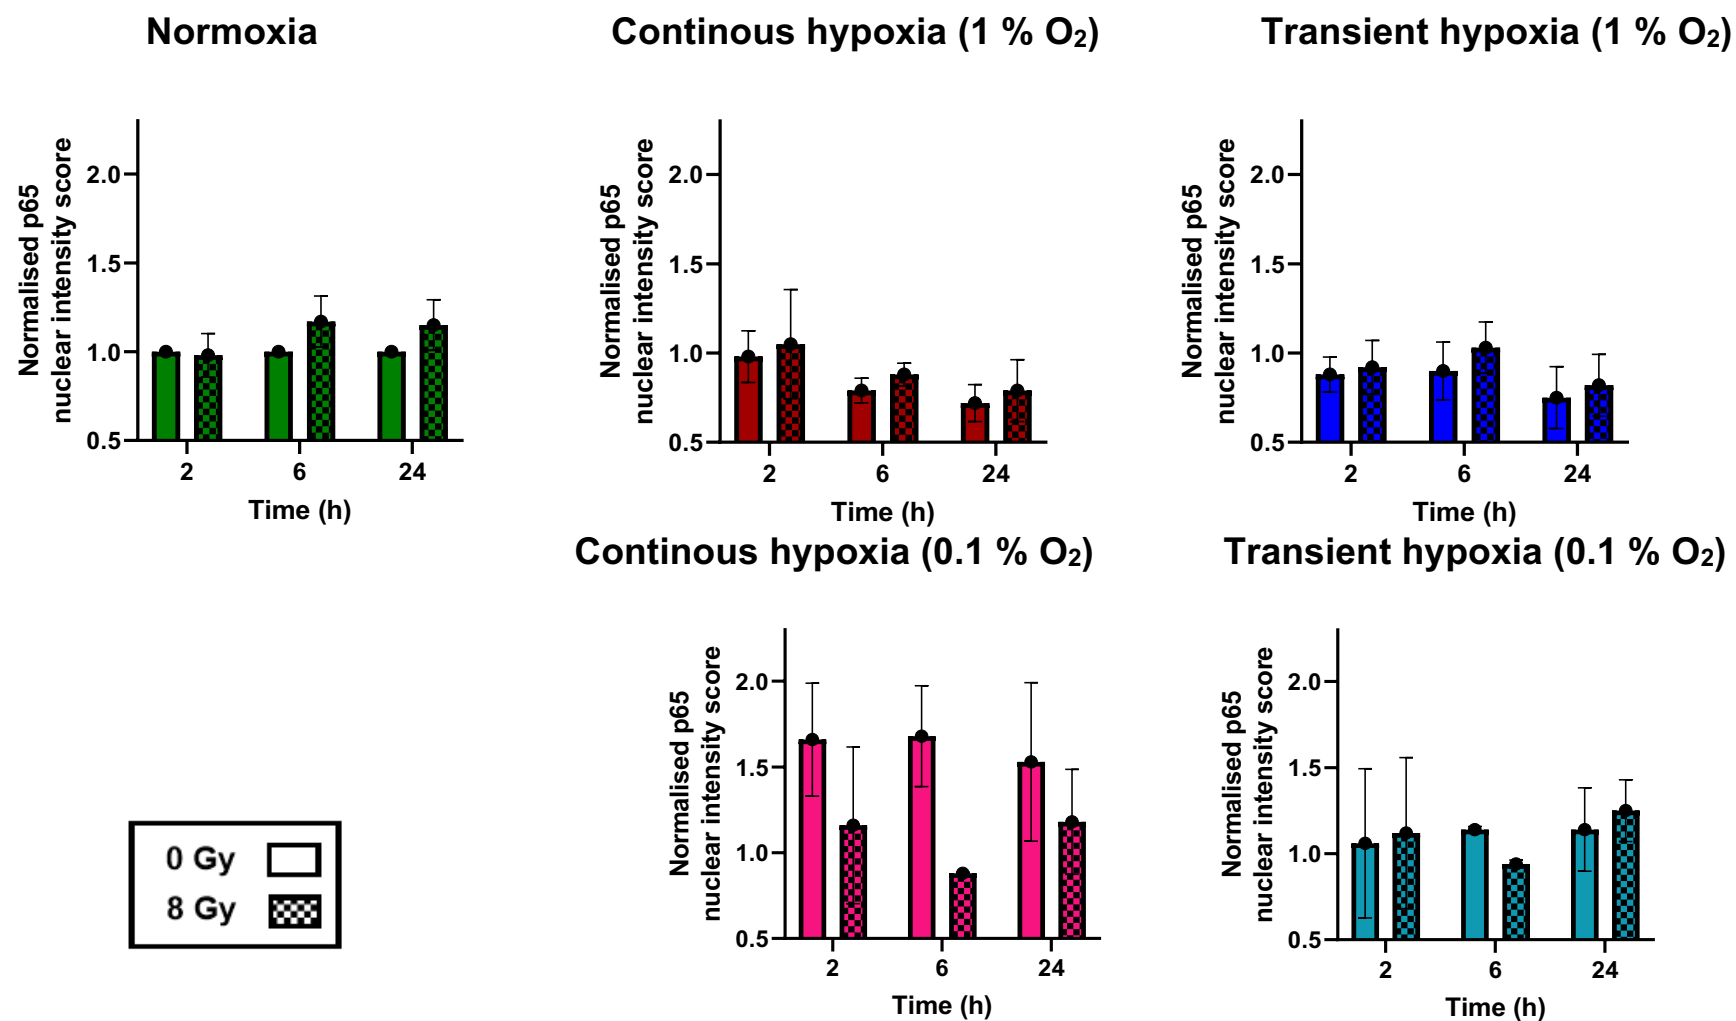 Normoxia
Continous hypoxia (1 % O₂)
Transient hypoxia (1 % O₂)
Normalised p65
nuclear intensity score
2.0
1.5
1.0
0.5
2 6 24
Time (h)
Normalised p65
nuclear intensity score
2.0
1.5
1.0
0.5
2 6 24
Time (h)
Normalised p65
nuclear intensity score
2.0
1.5
1.0
0.5
2 6 24
Time (h)
Continous hypoxia (0.1 % O₂)
Transient hypoxia (0.1 % O₂)
Normalised p65
nuclear intensity score
2.0
1.5
1.0
0.5
2 6 24
Time (h)
Normalised p65
nuclear intensity score
2.0
1.5
1.0
0.5
2 6 24
Time (h)
0 Gy
8 Gy